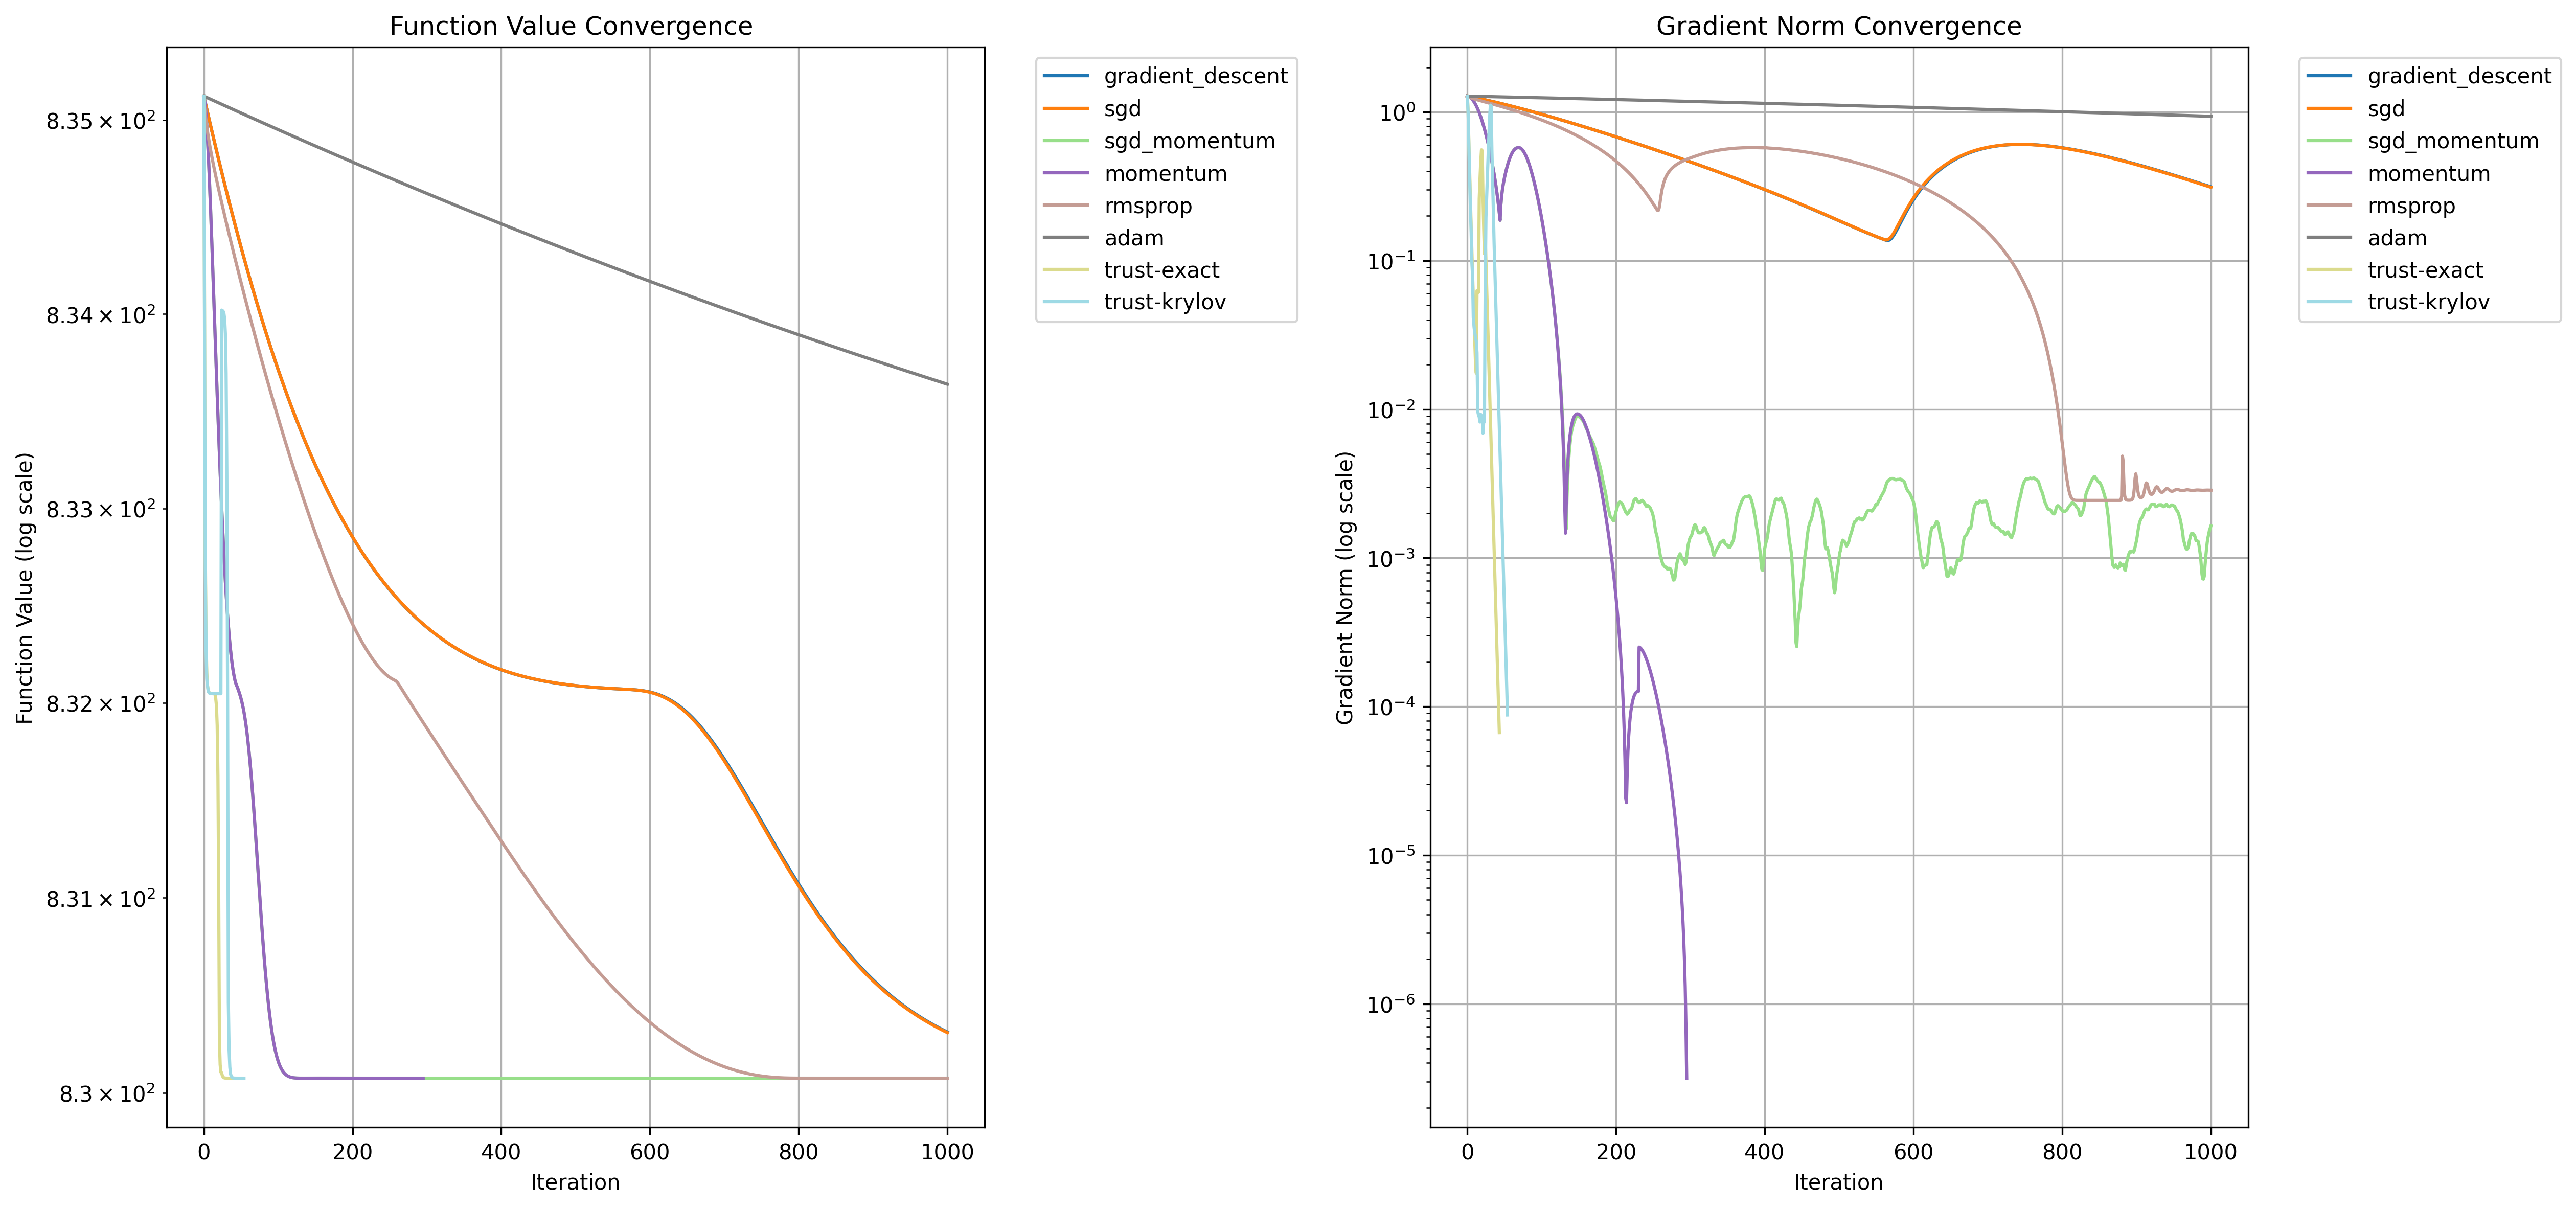 Function Value Convergence
Function Value (log scale)
8.35 × 10²
8.34 × 10²
8.33 × 10²
8.32 × 10²
8.31 × 10²
8.3 × 10²
0 200 400 600 800 1000
Iteration
gradient_descent
sgd
sgd_momentum
momentum
rmsprop
adam
trust-exact
trust-krylov
Gradient Norm Convergence
Gradient Norm (log scale)
10⁰
10⁻¹
10⁻²
10⁻³
10⁻⁴
10⁻⁵
10⁻⁶
0 200 400 600 800 1000
Iteration
gradient_descent
sgd
sgd_momentum
momentum
rmsprop
adam
trust-exact
trust-krylov